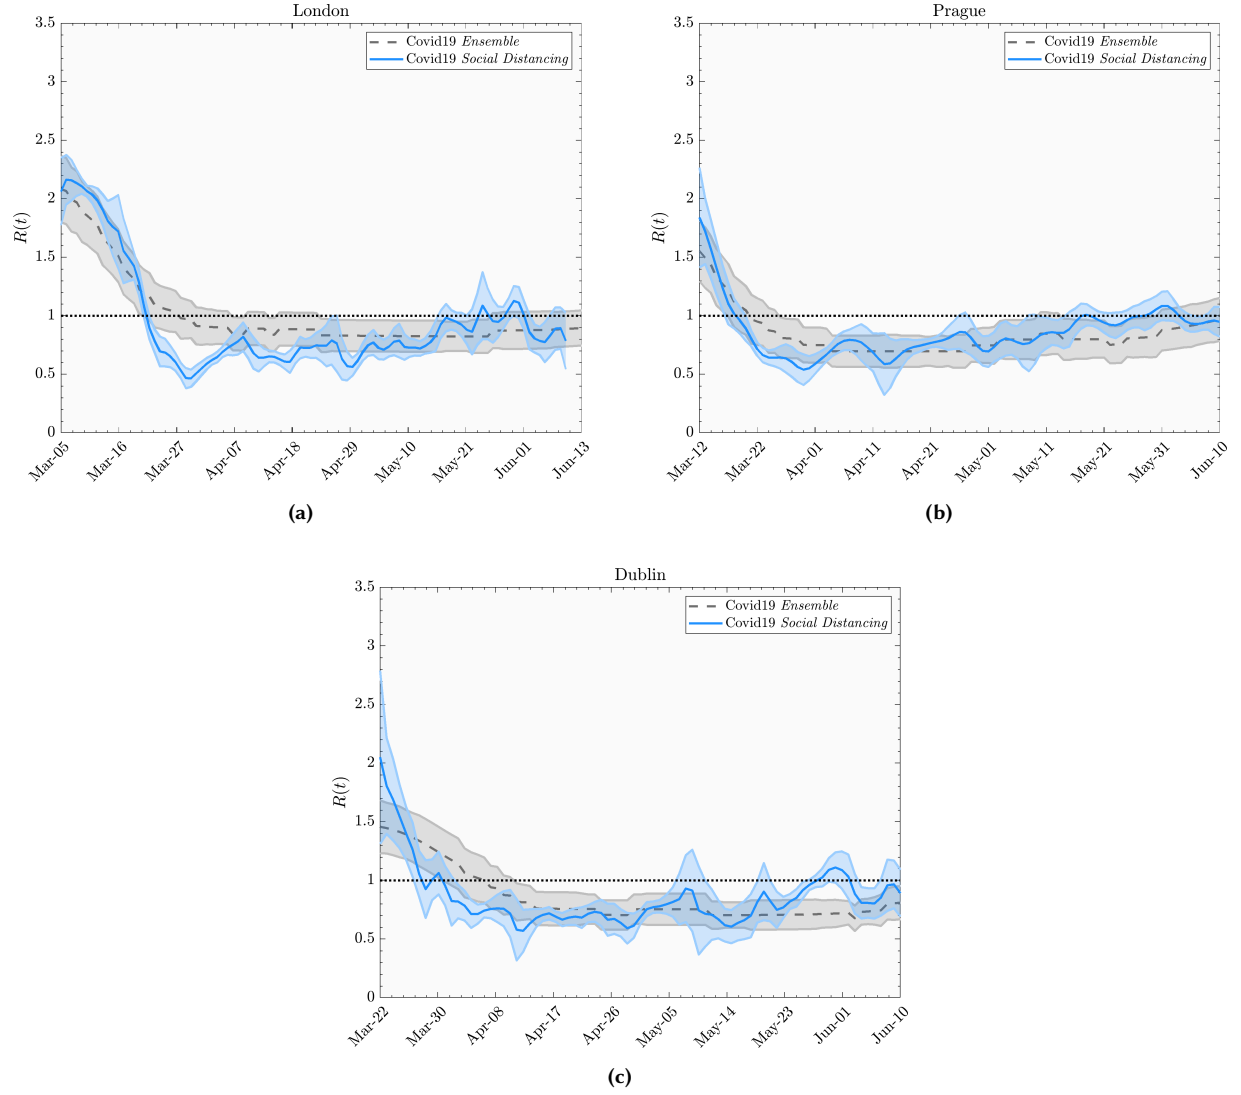 London
3.5
3
2.5
2
1.5
1
0.5
0
R(t)
Covid19 Ensemble
Covid19 Social Distancing
Mar-05
Mar-16
Mar-27
Apr-07
Apr-18
Apr-29
May-10
May-21
Jun-01
Jun-13
(a)
Prague
3.5
3
2.5
2
1.5
1
0.5
0
R(t)
Covid19 Ensemble
Covid19 Social Distancing
Mar-12
Mar-22
Apr-01
Apr-11
Apr-21
May-01
May-11
May-21
May-31
Jun-10
(b)
Dublin
3.5
3
2.5
2
1.5
1
0.5
0
R(t)
Covid19 Ensemble
Covid19 Social Distancing
Mar-22
Mar-30
Apr-08
Apr-17
Apr-26
May-05
May-14
May-23
Jun-01
Jun-10
(c)